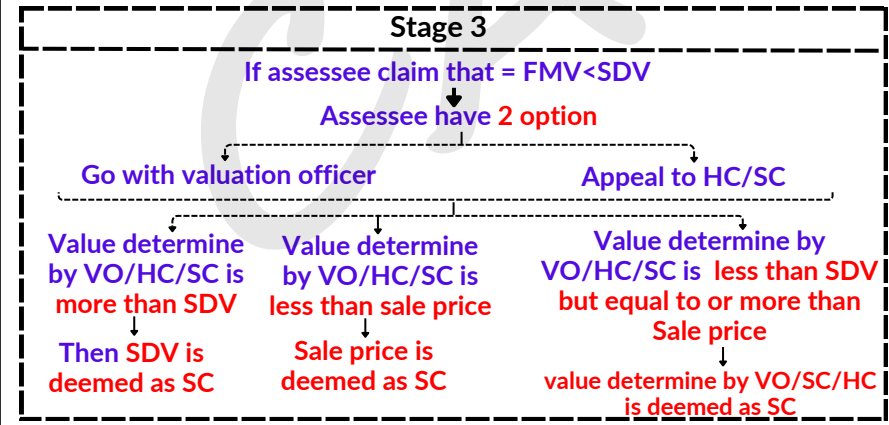 Stage 3
If assessee claim that = FMV<SDV
Assessee have 2 option
Go with valuation officer
Appeal to HC/SC
Value determine
by VO/HC/SC is
more than SDV
Then SDV is
deemed as SC
Value determine
by VO/HC/SC is
less than sale price
Sale price is
deemed as SC
Value determine by
VO/HC/SC is less than SDV
but equal to or more than
Sale price
value determine by VO/SC/HC
is deemed as SC